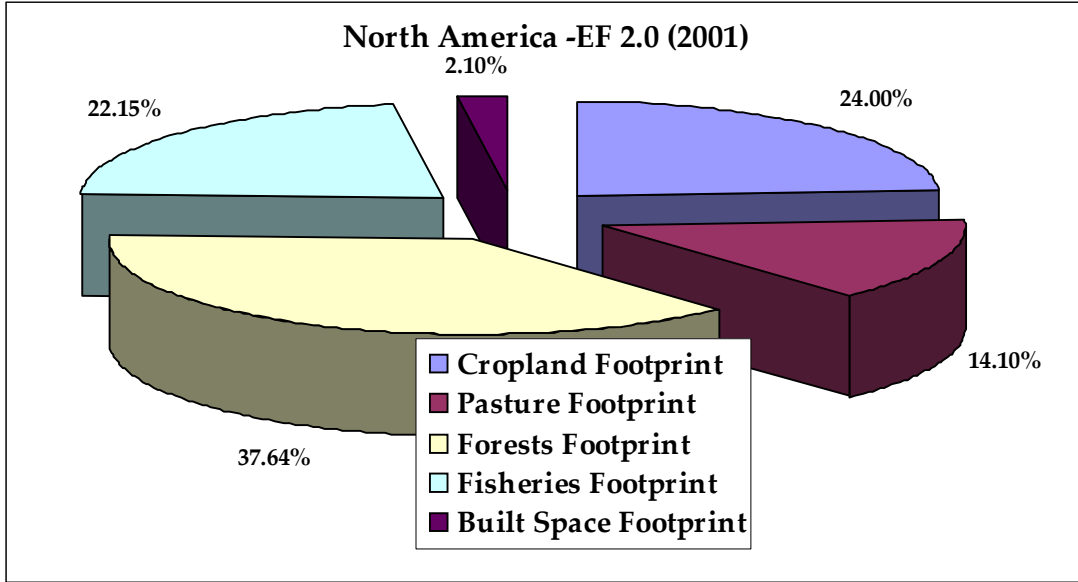 North America -EF 2.0 (2001)
2.10%
22.15%
24.00%
14.10%
37.64%
Cropland Footprint
Pasture Footprint
Forests Footprint
Fisheries Footprint
Built Space Footprint